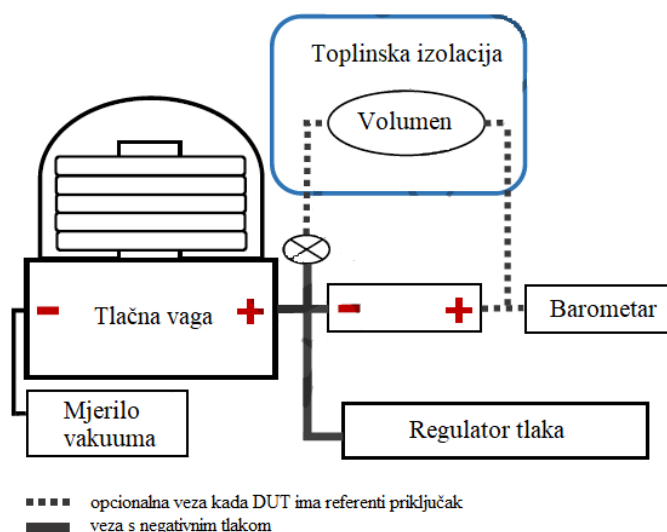 Toplinska izolacija
Volumen
- Tlačna vaga +
- +
Barometar
Mjerilo
vakuuma
Regulator tlaka
opcionalna veza kada DUT ima referenti priključak
veza s negativnim tlakom